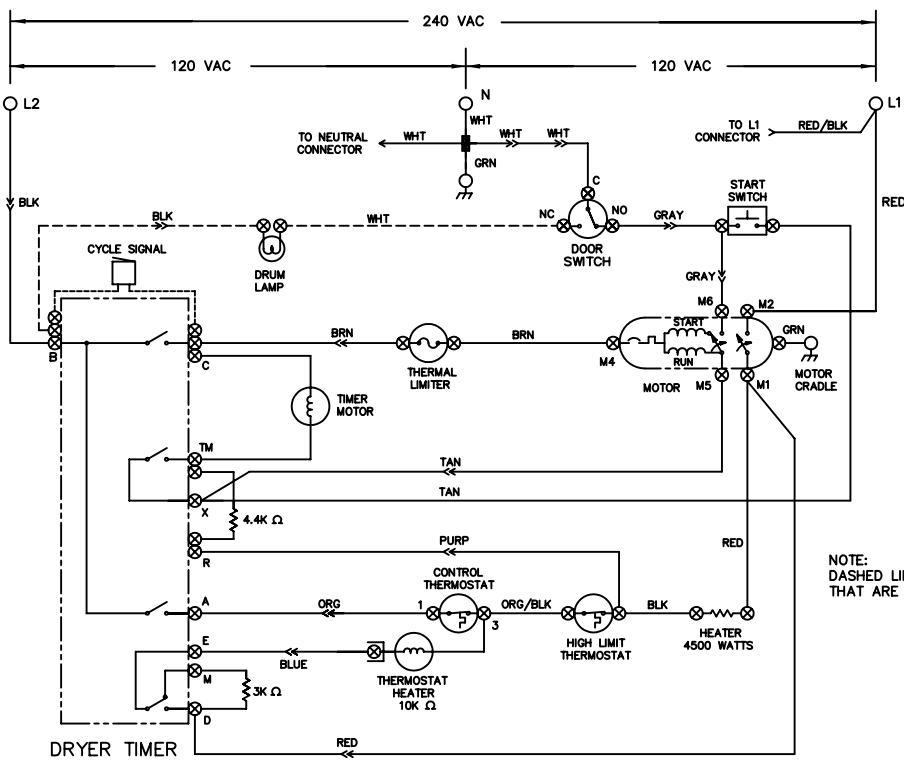 240 VAC
120 VAC
120 VAC
L2
N
L1
WHT
TO NEUTRAL
CONNECTOR
WHT
WHT
WHT
TO L1
CONNECTOR
RED/BLK
GRN
C
START
SWITCH
BLK
RED
BLK
WHT
NC
NO
GRAY
DOOR
SWITCH
CYCLE SIGNAL
DRUM
LAMP
GRAY
M6
M2
START
GRN
B
BRN
BRN
M4
C
THERMAL
LIMITER
RUN
MOTOR
M5
M1
MOTOR
CRADLE
TIMER
MOTOR
TM
TAN
TAN
X
4.4K Ω
R
PURP
RED
NOTE:
DASHED LI
THAT ARE
CONTROL
THERMOSTAT
A
ORG
1
ORG/BLK
3
BLK
HIGH LIMIT
THERMOSTAT
HEATER
4500 WATTS
E
BLUE
M
THERMOSTAT
HEATER
10K Ω
3K Ω
D
RED
DRYER TIMER